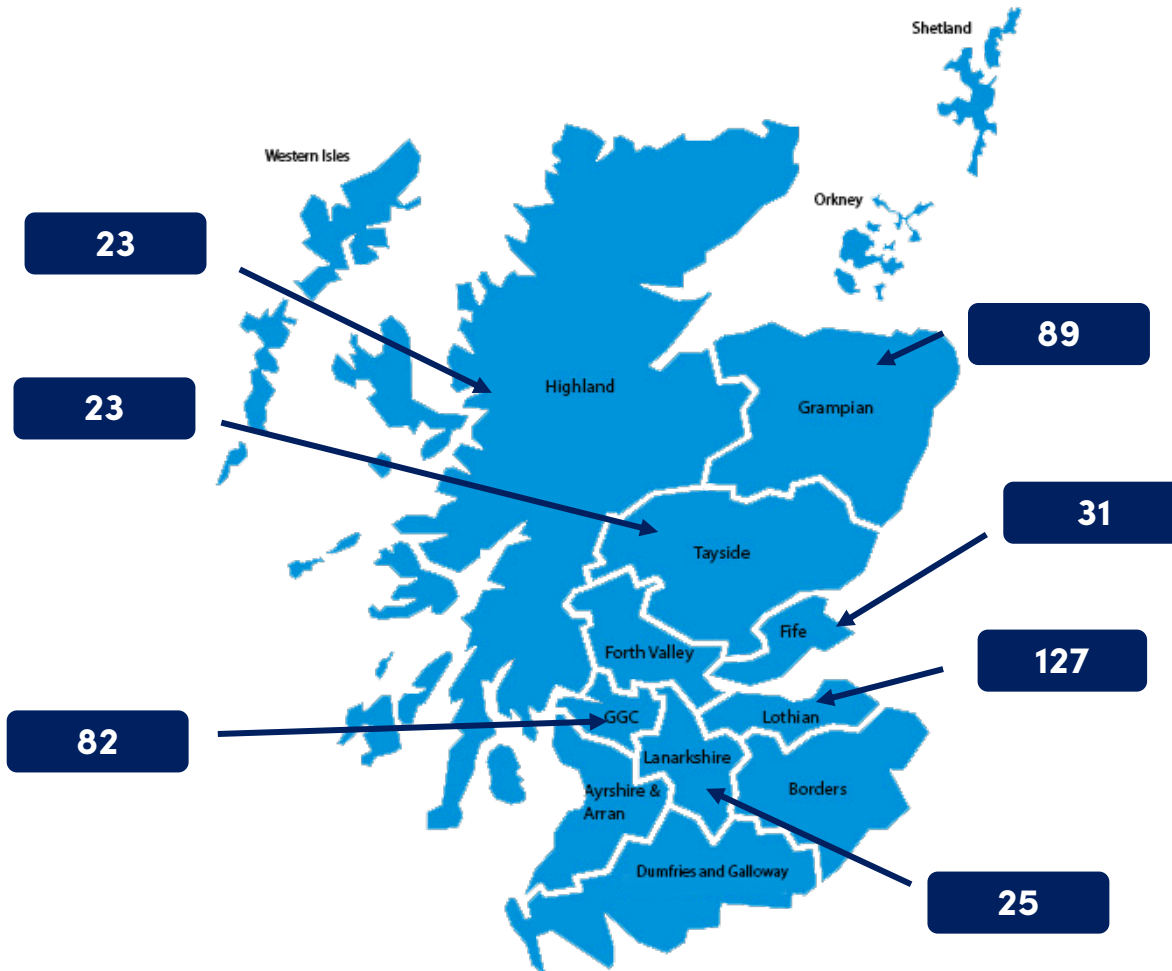 Shetland
Western Isles
Orkney
23
89
Highland
23
Grampian
31
Tayside
Fife
Forth Valley
127
GGC
Lothian
82
Lanarkshire
Ayrshire &
Arran
Borders
Dumfries and Galloway
25